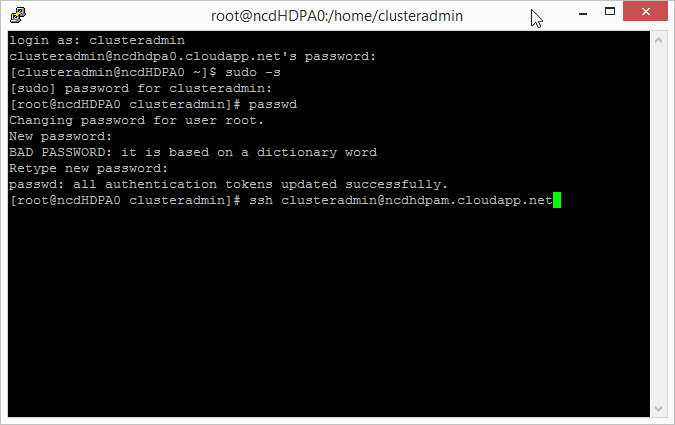 root@ncdHDPA0:/home/clusteradmin
login as: clusteradmin
clusteradmin@ncdhdpa0.cloudapp.net's password:
[clusteradmin@ncdHDPA0 ~]$ sudo -s
[sudo] password for clusteradmin:
[root@ncdHDPA0 clusteradmin]# passwd
Changing password for user root.
New password:
BAD PASSWORD: it is based on a dictionary word
Retype new password:
passwd: all authentication tokens updated successfully.
[root@ncdHDPA0 clusteradmin]# ssh clusteradmin@ncdhdpam.cloudapp.net